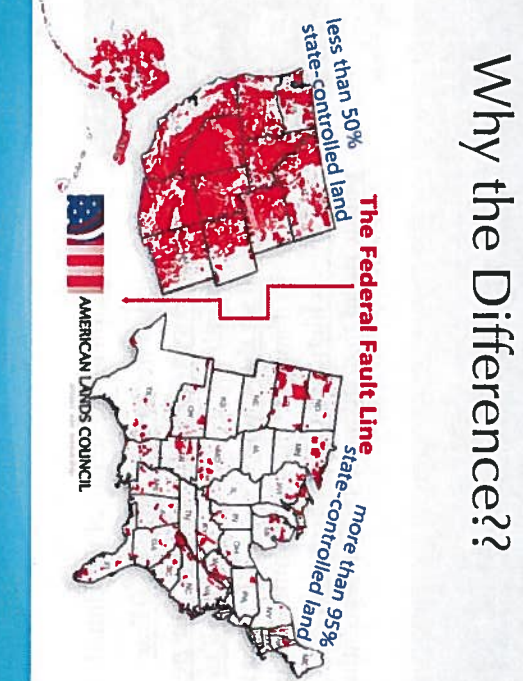 Why the Difference??
The Federal Fault Line
less than 50%
state-controlled land
more than 95%
state-controlled land
AMERICAN LANDS COUNCIL